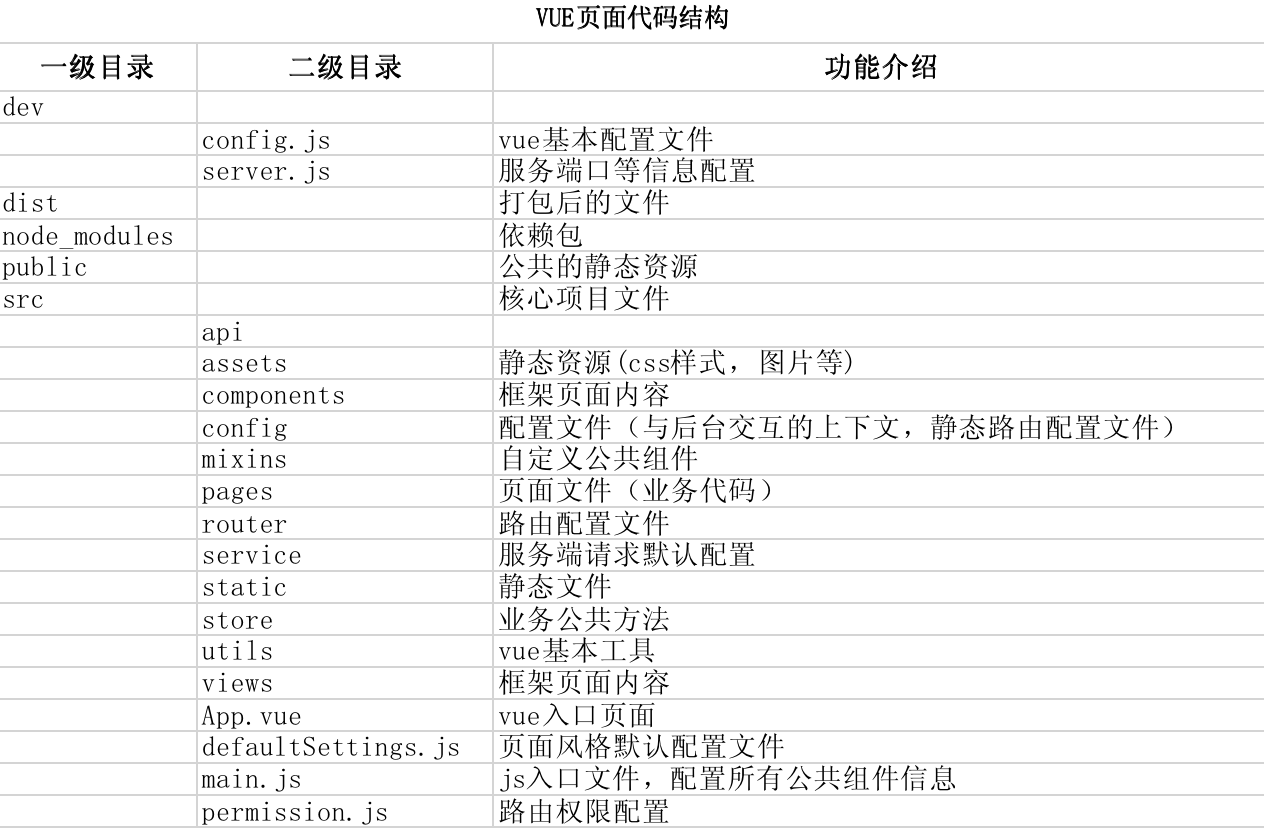 VUE页面代码结构
一级目录 二级目录 功能介绍
dev
config.js vue基本配置文件
server.js 服务端口等信息配置
dist 打包后的文件
node_modules 依赖包
public 公共的静态资源
src 核心项目文件
api
assets 静态资源(css样式，图片等)
components 框架页面内容
config 配置文件（与后台交互的上下文，静态路由配置文件）
mixins 自定义公共组件
pages 页面文件（业务代码）
router 路由配置文件
service 服务端请求默认配置
static 静态文件
store 业务公共方法
utils vue基本工具
views 框架页面内容
App.vue vue入口页面
defaultSettings.js 页面风格默认配置文件
main.js js入口文件，配置所有公共组件信息
permission.js 路由权限配置